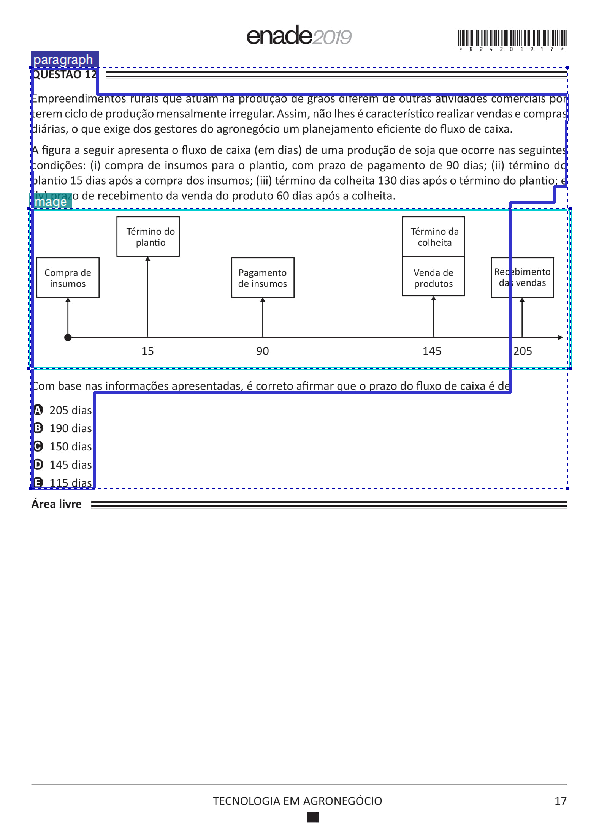 enade2019
paragraph
QUESTÃO 12
Empreendimentos rurais que atuam na produção de grãos diferem de outras atividades comerciais por
terem ciclo de produção mensalmente irregular. Assim, não lhes é característico realizar vendas e compras
diárias, o que exige dos gestores do agronegócio um planejamento eficiente do fluxo de caixa.
A figura a seguir apresenta o fluxo de caixa (em dias) de uma produção de soja que ocorre nas seguintes
condições: (i) compra de insumos para o plantio, com prazo de pagamento de 90 dias; (ii) término do
plantio 15 dias após a compra dos insumos; (iii) término da colheita 130 dias após o término do plantio; e
mage
o de recebimento da venda do produto 60 dias após a colheita.
Término do
plantio
Término da
colheita
Compra de
insumos
Pagamento
de insumos
Venda de
produtos
Recebimento
das vendas
15 90 145 205
Com base nas informações apresentadas, é correto afirmar que o prazo do fluxo de caixa é de
A 205 dias
B 190 dias
C 150 dias
D 145 dias
E 115 dias
Área livre
TECNOLOGIA EM AGRONEGÓCIO 17